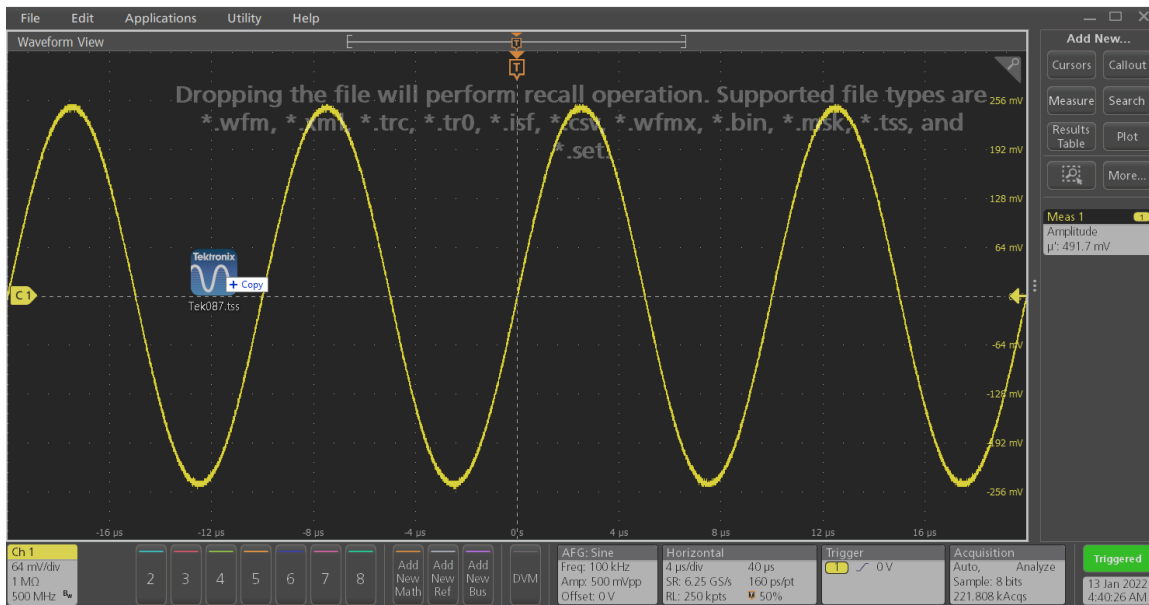 File Edit Applications Utility Help
Waveform View
Add New...
T
T
Cursors Callout
Dropping the file will perform recall operation. Supported file types are
*.wfm, *.xml, *.trc, *.tr0, *.isf, *.csv, *.wfmx, *.bin, *.msk, *.tss, and
*.set.
256 mV
192 mV
128 mV
64 mV
-64 mV
-128 mV
-192 mV
-256 mV
Measure Search
Results
Table
Plot
More...
Meas 1 1
Amplitude
µ': 491.7 mV
Tektronix
+ Copy
Tek087.tss
C 1
-16 µs -12 µs -8 µs -4 µs 0 s 4 µs 8 µs 12 µs 16 µs
Ch 1
64 mV/div
1 MΩ
500 MHz Bw
2 3 4 5 6 7 8
Add
New
Math
Add
New
Ref
Add
New
Bus
DVM
AFG: Sine
Freq: 100 kHz
Amp: 500 mVpp
Offset: 0 V
Horizontal
4 µs/div 40 µs
SR: 6.25 GS/s 160 ps/pt
RL: 250 kpts 50%
Trigger
1 0 V
Acquisition
Auto, Analyze
Sample: 8 bits
221.808 kAcqs
Triggered
13 Jan 2022
4:40:26 AM